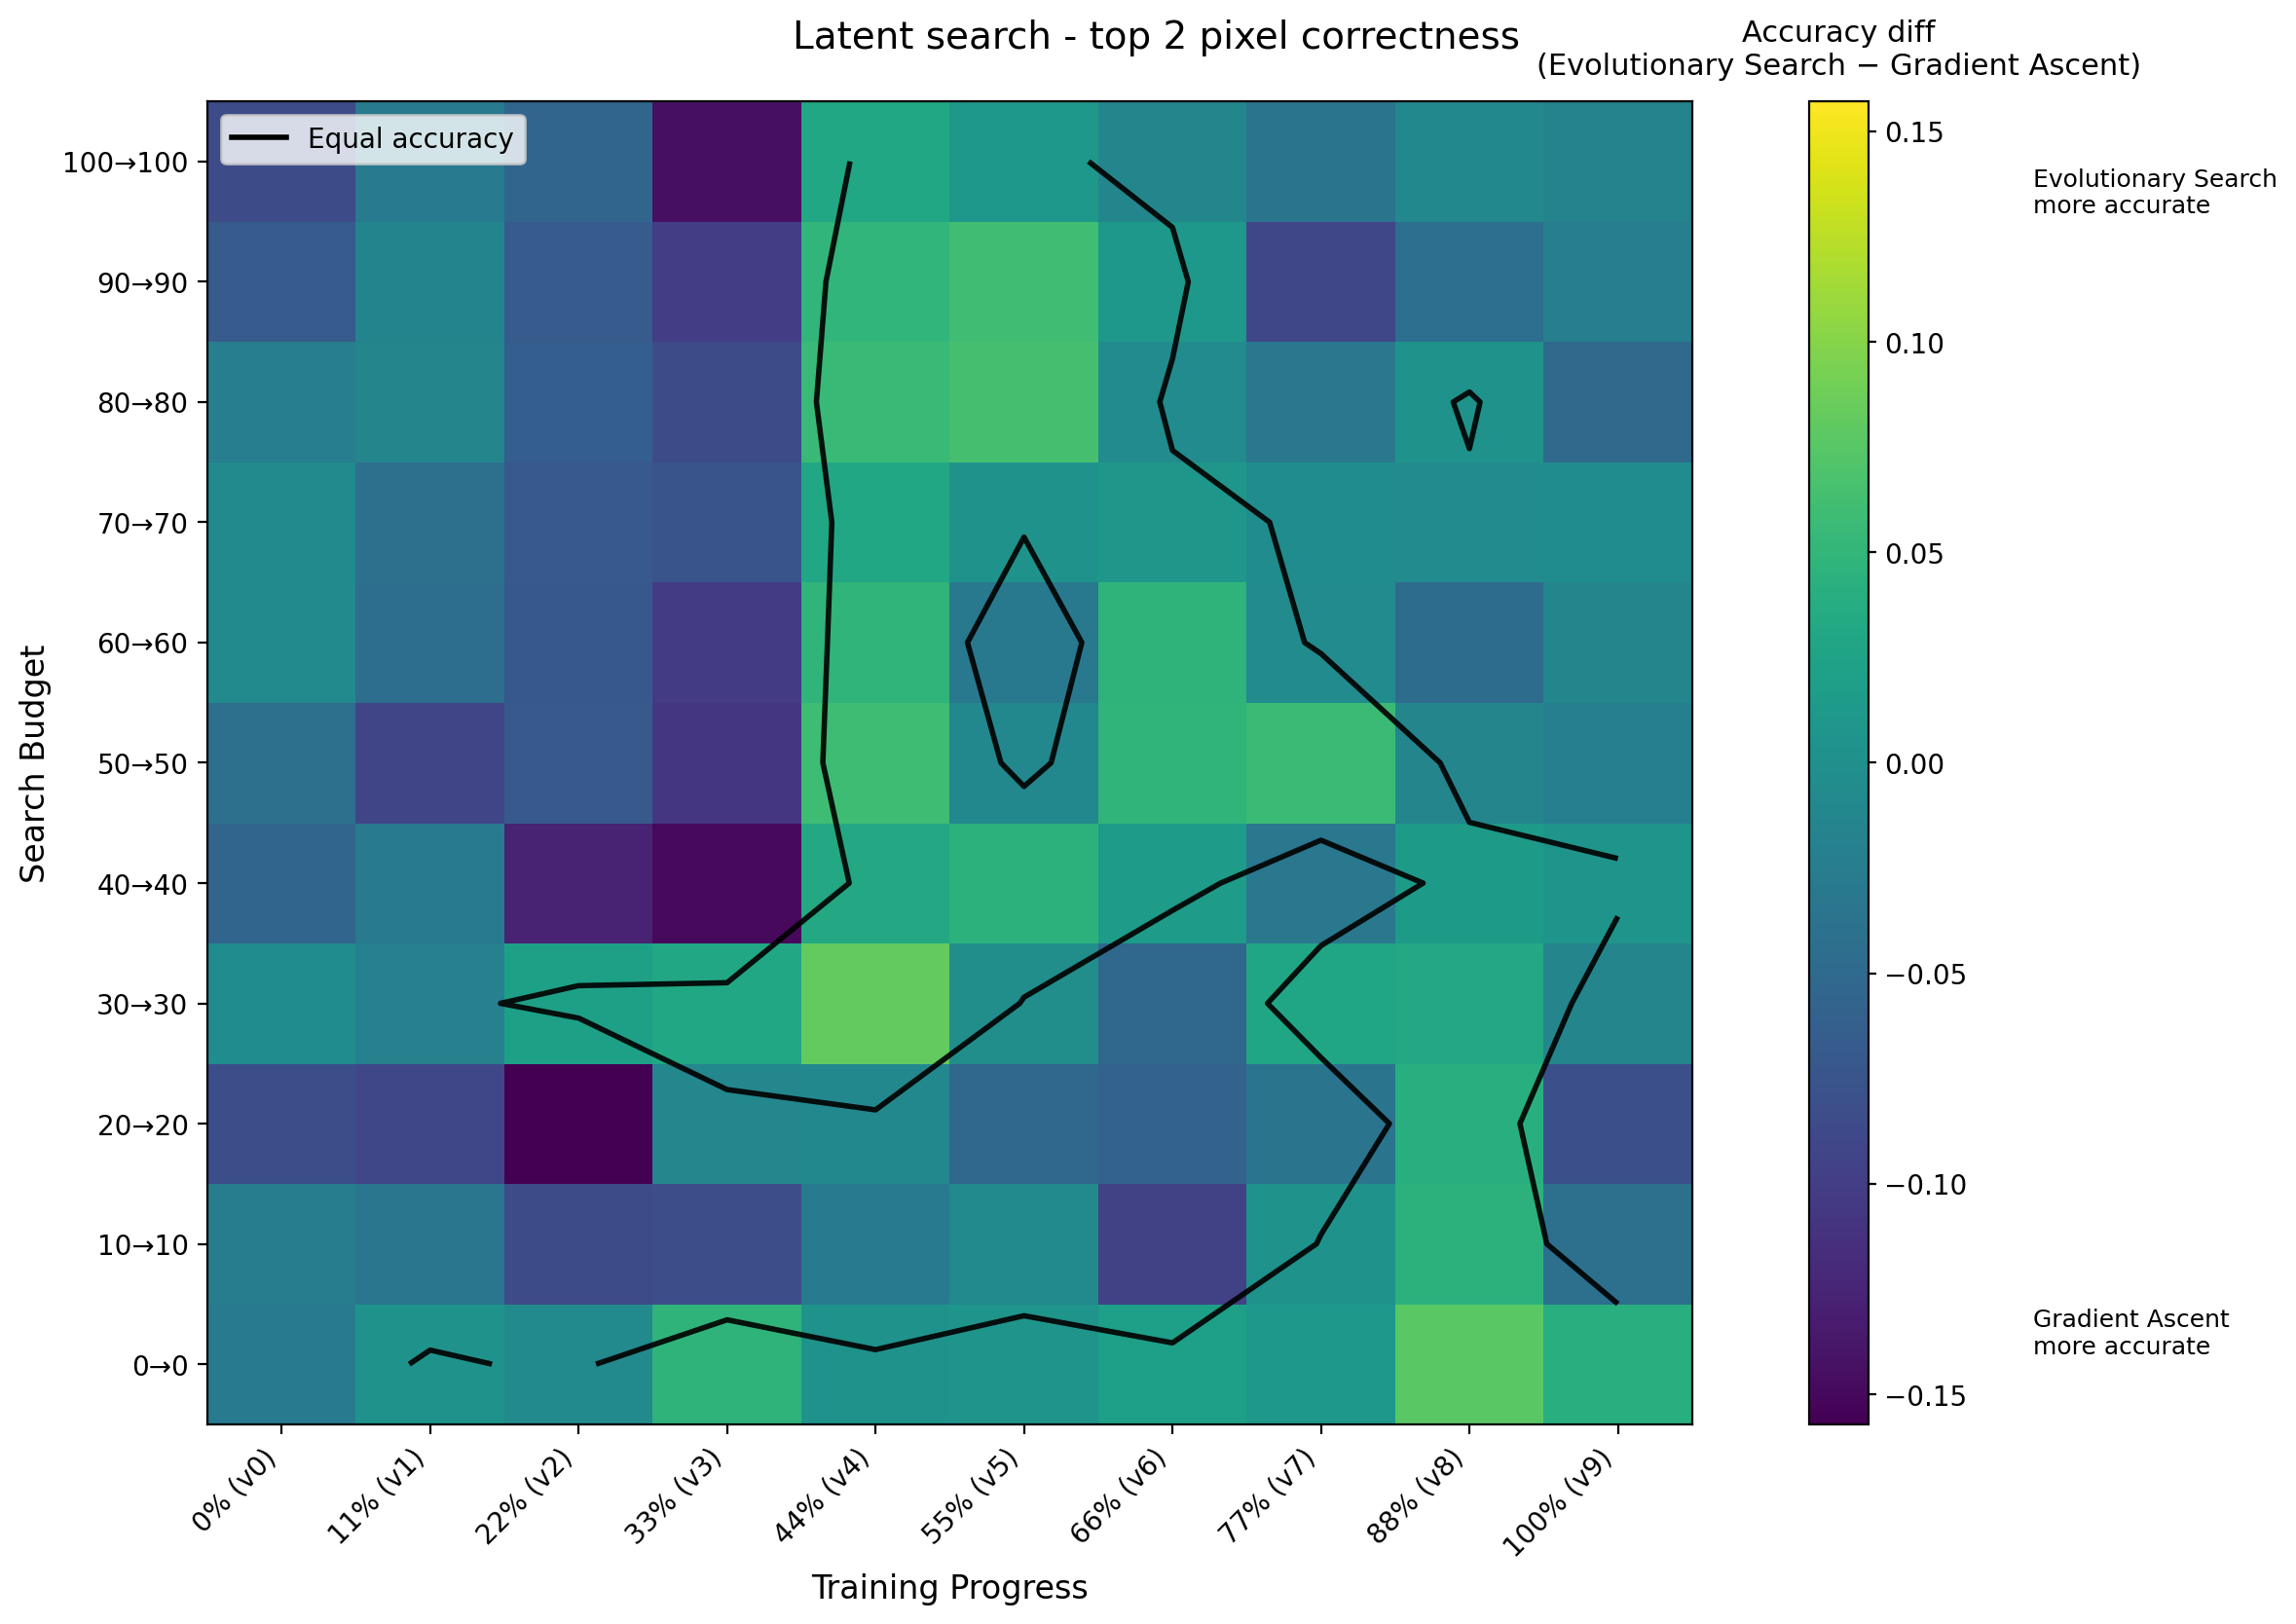 Latent search - top 2 pixel correctness
Accuracy diff
(Evolutionary Search − Gradient Ascent)
Equal accuracy
Search Budget
100→100
90→90
80→80
70→70
60→60
50→50
40→40
30→30
20→20
10→10
0→0
0% (v0)
11% (v1)
22% (v2)
33% (v3)
44% (v4)
55% (v5)
66% (v6)
77% (v7)
88% (v8)
100% (v9)
Training Progress
0.15
0.10
0.05
0.00
−0.05
−0.10
−0.15
Evolutionary Search
more accurate
Gradient Ascent
more accurate